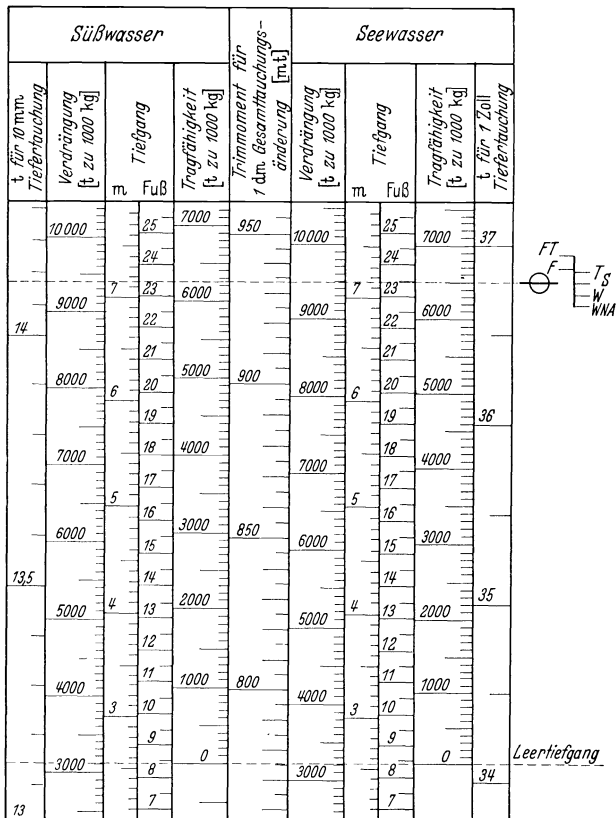 Süßwasser
Trimmoment für
1 dm Gesamttauchungs-
änderung [mt]
Seewasser
t für 10 mm
Tiefertauchung
Verdrängung
[t zu 1000 kg]
Tiefgang
m Fuß
Tragfähigkeit
[t zu 1000 kg]
Verdrängung
[t zu 1000 kg]
Tiefgang
m Fuß
Tragfähigkeit
[t zu 1000 kg]
t für 1 Zoll
Tiefertauchung
10000 25 7000 950 10000 25 7000 37
24 24
FT
F
T
S
W
WNA
7 23 6000 7 23
9000 9000 6000
14 22 22
21 21
8000 6 20 5000 900 8000 6 20 5000
19 19 36
7000 18 4000 7000 18 4000
17 17
5 16 5 16
6000 3000 850 6000 3000
15 15
13,5 14 14
5000 4 13 2000 5000 4 13 2000 35
12 12
4000 11 1000 800 4000 11 1000
3 10 3 10
9 9
3000 8 0 3000 8 0 34
Leertiefgang
13 7 7